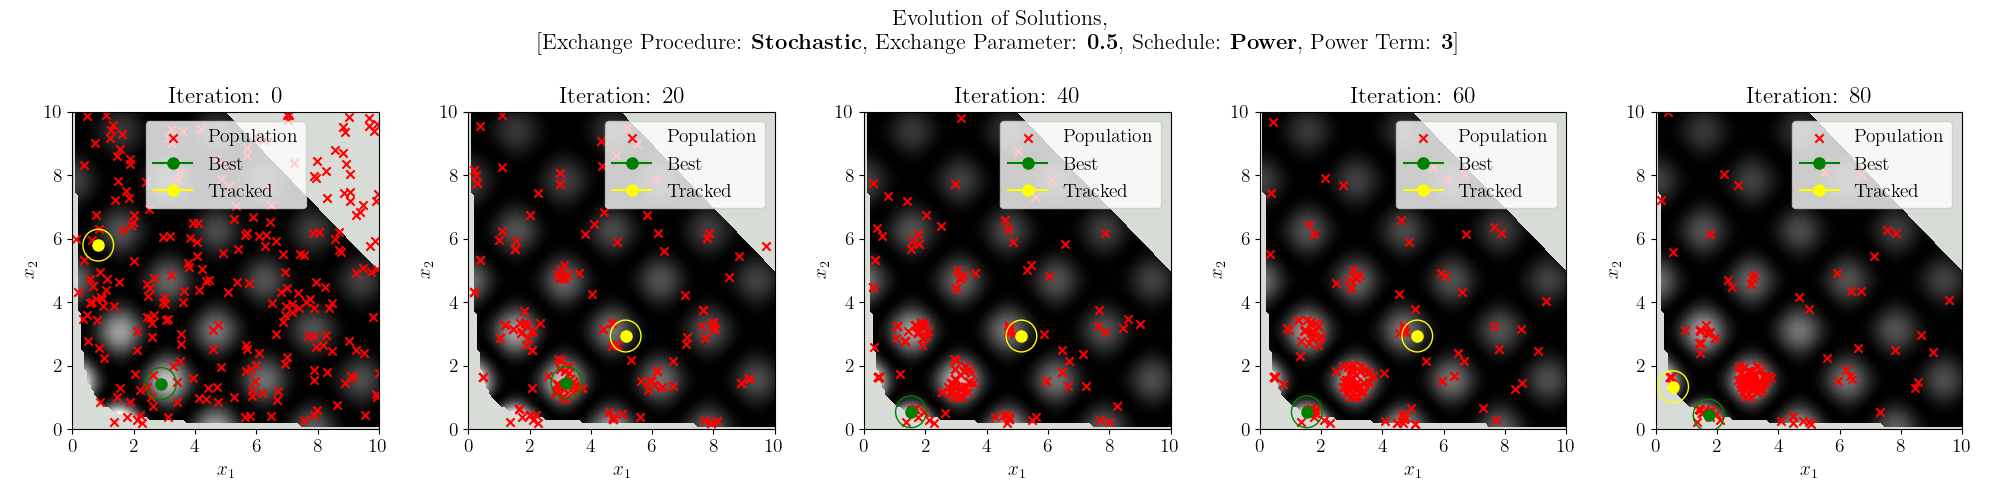 Evolution of Solutions,
[Exchange Procedure: Stochastic, Exchange Parameter: 0.5, Schedule: Power, Power Term: 3]
Iteration: 0
10
8
6
4
2
0
x2
0 2 4 6 8 10
x1
Population
Best
Tracked
Iteration: 20
10
8
6
4
2
0
x2
0 2 4 6 8 10
x1
Population
Best
Tracked
Iteration: 40
10
8
6
4
2
0
x2
0 2 4 6 8 10
x1
Population
Best
Tracked
Iteration: 60
10
8
6
4
2
0
x2
0 2 4 6 8 10
x1
Population
Best
Tracked
Iteration: 80
10
8
6
4
2
0
x2
0 2 4 6 8 10
x1
Population
Best
Tracked